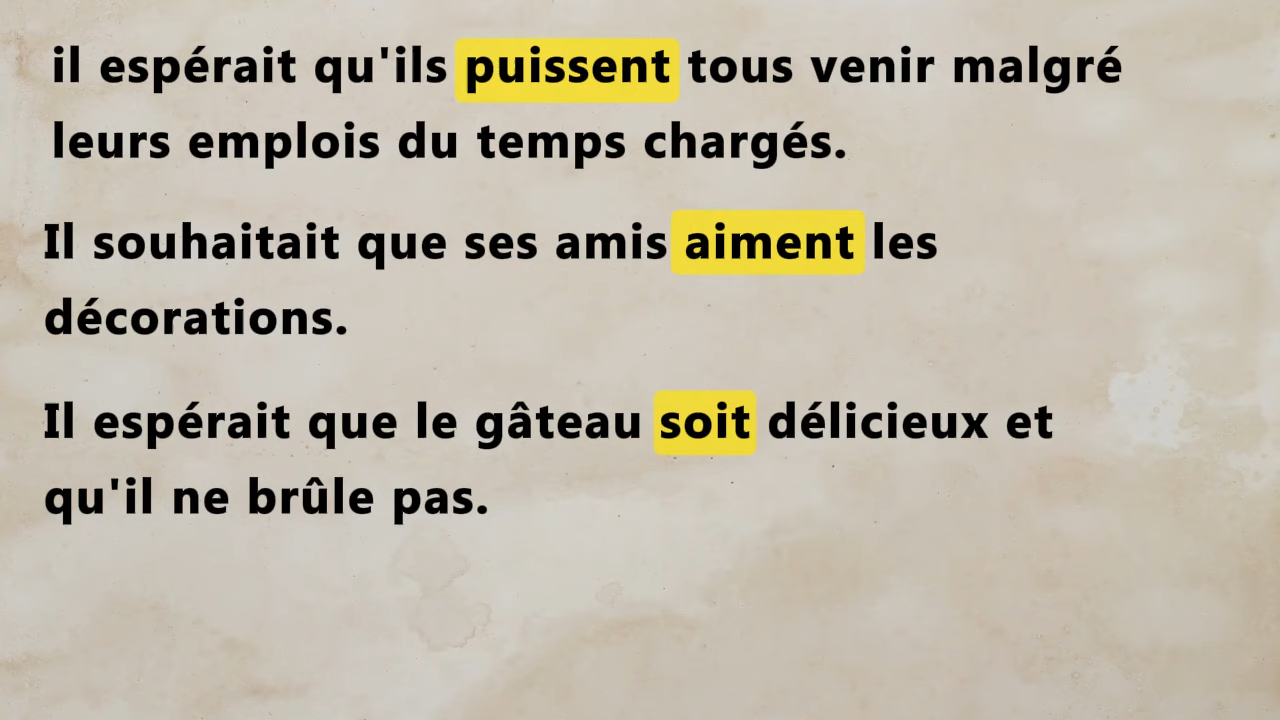 il espérait qu'ils puissent tous venir malgré
leurs emplois du temps chargés.
Il souhaitait que ses amis aiment les
décorations.
Il espérait que le gâteau soit délicieux et
qu'il ne brûle pas.